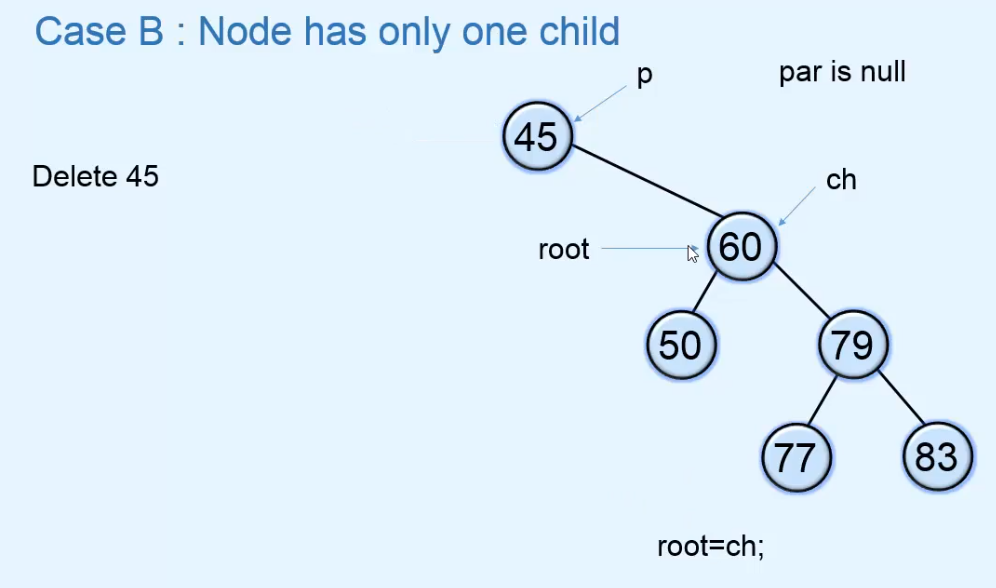 Case B : Node has only one child
p
par is null
45
Delete 45
ch
root
60
50
79
77
83
root=ch;